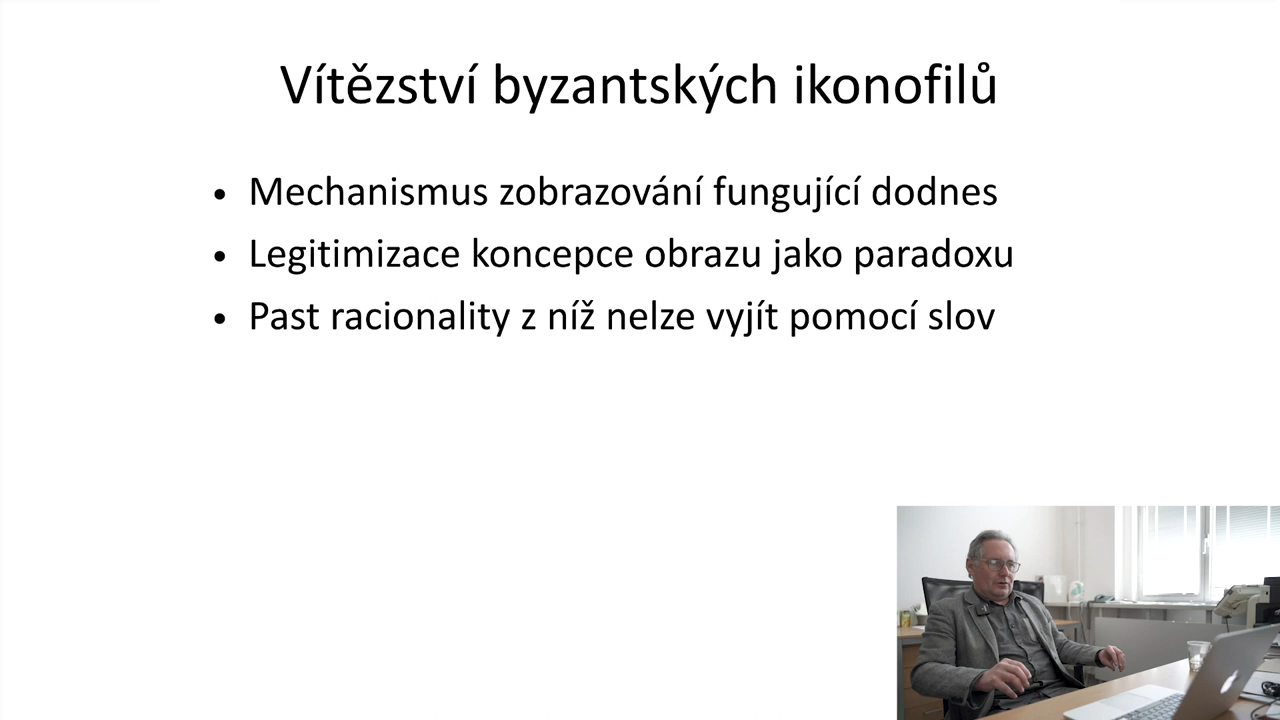 Vítězství byzantských ikonofilů
• Mechanismus zobrazování fungující dodnes
• Legitimizace koncepce obrazu jako paradoxu
• Past racionality z níž nelze vyjít pomocí slov